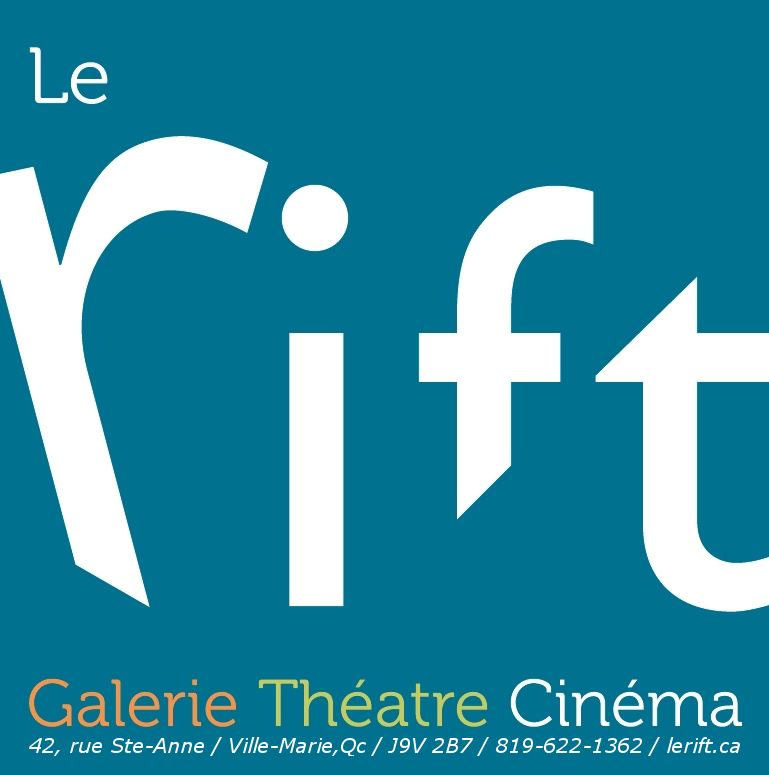 Le
rift
Galerie Théatre Cinéma
42, rue Ste-Anne / Ville-Marie,Qc / J9V 2B7 / 819-622-1362 / lerift.ca